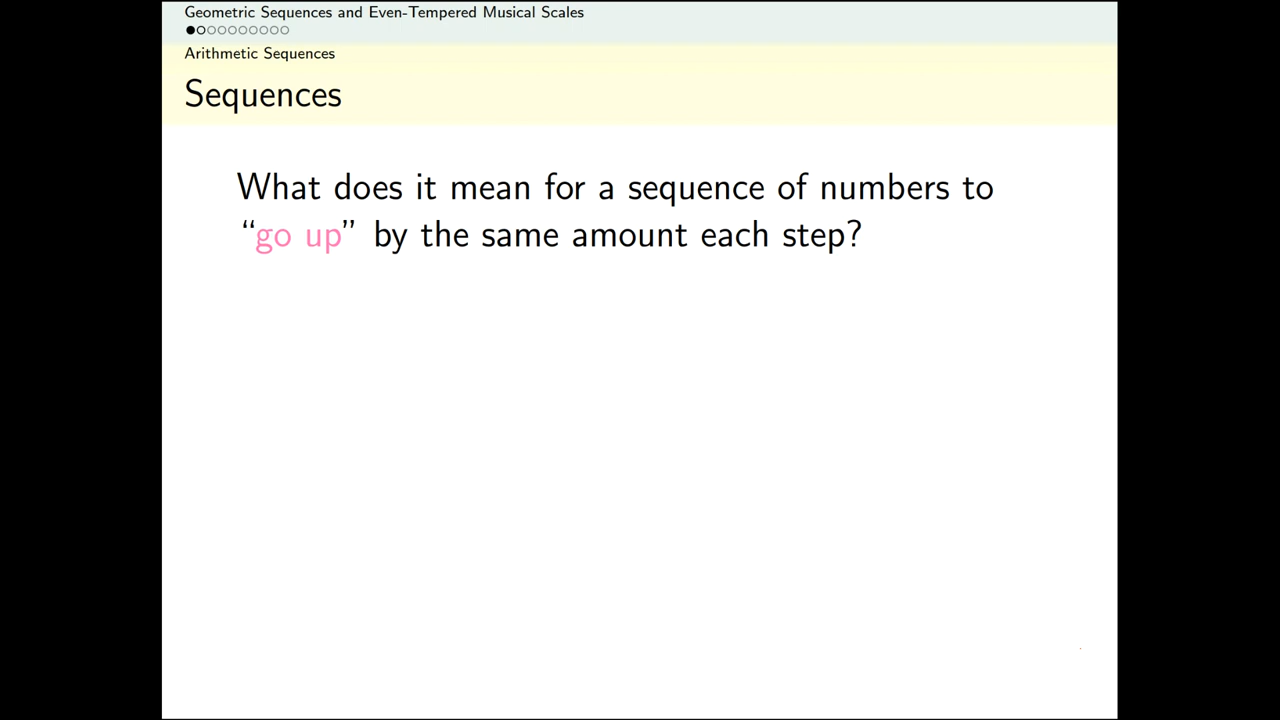 Geometric Sequences and Even-Tempered Musical Scales
Arithmetic Sequences
Sequences
What does it mean for a sequence of numbers to
“go up” by the same amount each step?